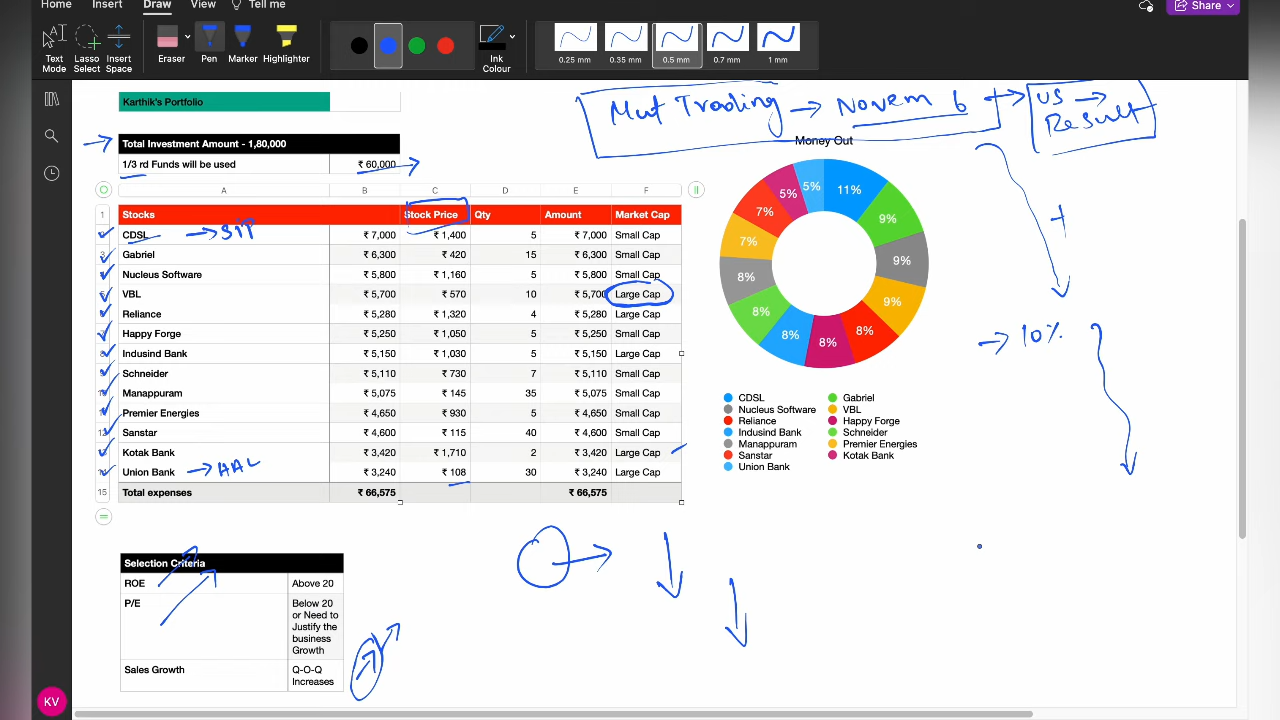 Home Insert Draw View Tell me
Share
Text Mode
Lasso Select
Insert Space
Eraser
Pen
Marker
Highlighter
Ink Colour
0.25 mm 0.35 mm 0.5 mm 0.7 mm 1 mm
Karthik's Portfolio
Total Investment Amount - 1,80,000
1/3 rd Funds will be used ₹ 60,000
A B C D E F
1 Stocks Stock Price Qty Amount Market Cap
CDSL → SIP ₹ 7,000 ₹ 1,400 5 ₹ 7,000 Small Cap
Gabriel ₹ 6,300 ₹ 420 15 ₹ 6,300 Small Cap
Nucleus Software ₹ 5,800 ₹ 1,160 5 ₹ 5,800 Small Cap
VBL ₹ 5,700 ₹ 570 10 ₹ 5,700 Large Cap
Reliance ₹ 5,280 ₹ 1,320 4 ₹ 5,280 Large Cap
Happy Forge ₹ 5,250 ₹ 1,050 5 ₹ 5,250 Small Cap
Indusind Bank ₹ 5,150 ₹ 1,030 5 ₹ 5,150 Large Cap
Schneider ₹ 5,110 ₹ 730 7 ₹ 5,110 Small Cap
Manappuram ₹ 5,075 ₹ 145 35 ₹ 5,075 Small Cap
Premier Energies ₹ 4,650 ₹ 930 5 ₹ 4,650 Small Cap
Sanstar ₹ 4,600 ₹ 115 40 ₹ 4,600 Small Cap
Kotak Bank ₹ 3,420 ₹ 1,710 2 ₹ 3,420 Large Cap
Union Bank → HAL ₹ 3,240 ₹ 108 30 ₹ 3,240 Large Cap
15 Total expenses ₹ 66,575 ₹ 66,575
Selection Criteria
ROE Above 20
P/E Below 20
or Need to
Justify the
business
Growth
Sales Growth Q-O-Q
Increases
Trading → Novem 6 → US →
Result
Money Out
11%
9%
9%
9%
8%
8%
8%
8%
8%
7%
7%
5%
5%
CDSL Gabriel
Nucleus Software VBL
Reliance Happy Forge
Indusind Bank Schneider
Manappuram Premier Energies
Sanstar Kotak Bank
Union Bank
→ 10%
KV